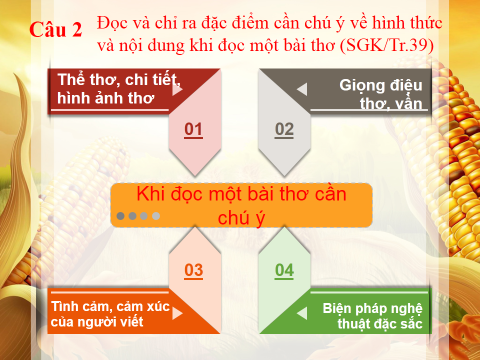 Câu 2
Đọc và chỉ ra đặc điểm cần chú ý về hình thức
và nội dung khi đọc một bài thơ (SGK/Tr.39)
Thể thơ, chi tiết,
hình ảnh thơ
01
02
Giọng điệu
thơ, vần
Khi đọc một bài thơ cần
chú ý
03
04
Tình cảm, cảm xúc
của người viết
Biện pháp nghệ
thuật đặc sắc